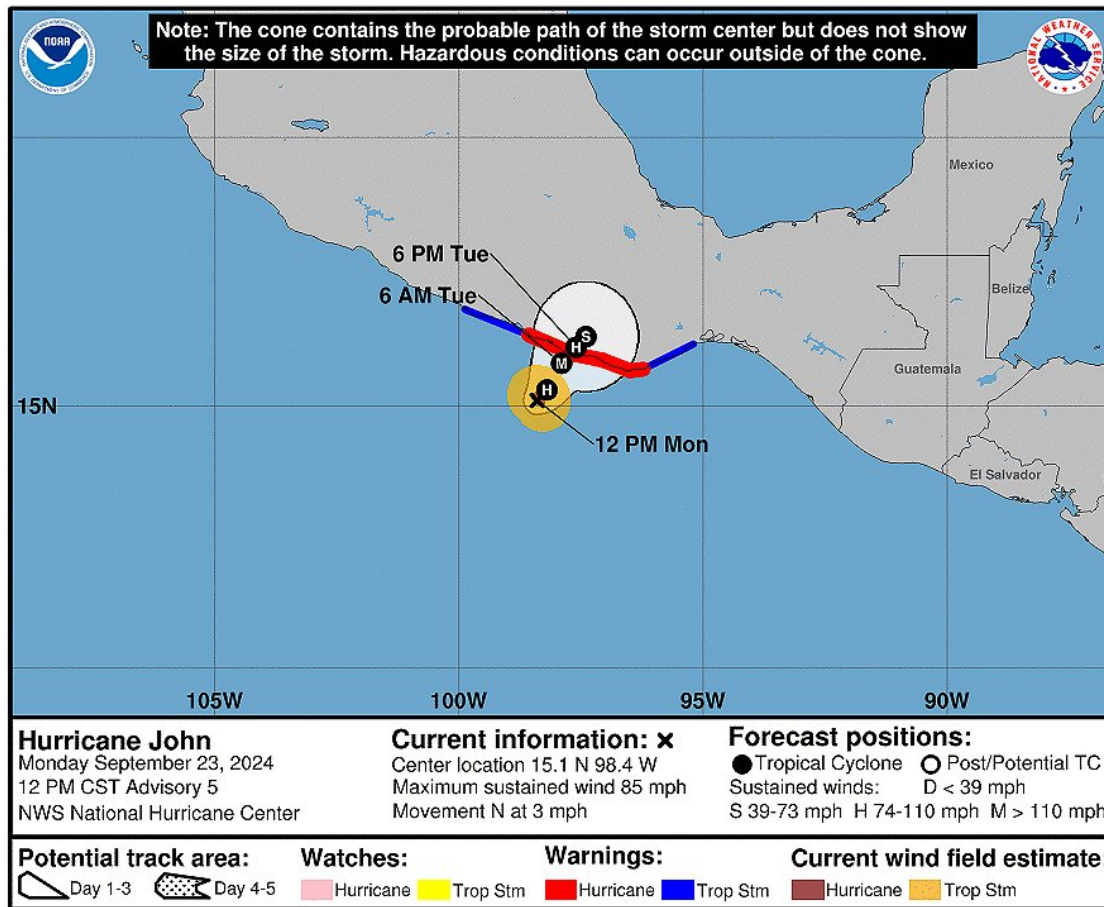 Note: The cone contains the probable path of the storm center but does not show
the size of the storm. Hazardous conditions can occur outside of the cone.
NOAA
NATIONAL WEATHER SERVICE
Mexico
6 PM Tue
6 AM Tue
Belize
S
H
M
H
Guatemala
15N
12 PM Mon
El Salvador
105W
100W
95W
90W
Hurricane John
Monday September 23, 2024
12 PM CST Advisory 5
NWS National Hurricane Center
Current information: ×
Center location 15.1 N 98.4 W
Maximum sustained wind 85 mph
Movement N at 3 mph
Forecast positions:
Tropical Cyclone Post/Potential TC
Sustained winds: D < 39 mph
S 39-73 mph H 74-110 mph M > 110 mph
Potential track area:
Day 1-3 Day 4-5
Watches:
Hurricane Trop Stm
Warnings:
Hurricane Trop Stm
Current wind field estimate:
Hurricane Trop Stm